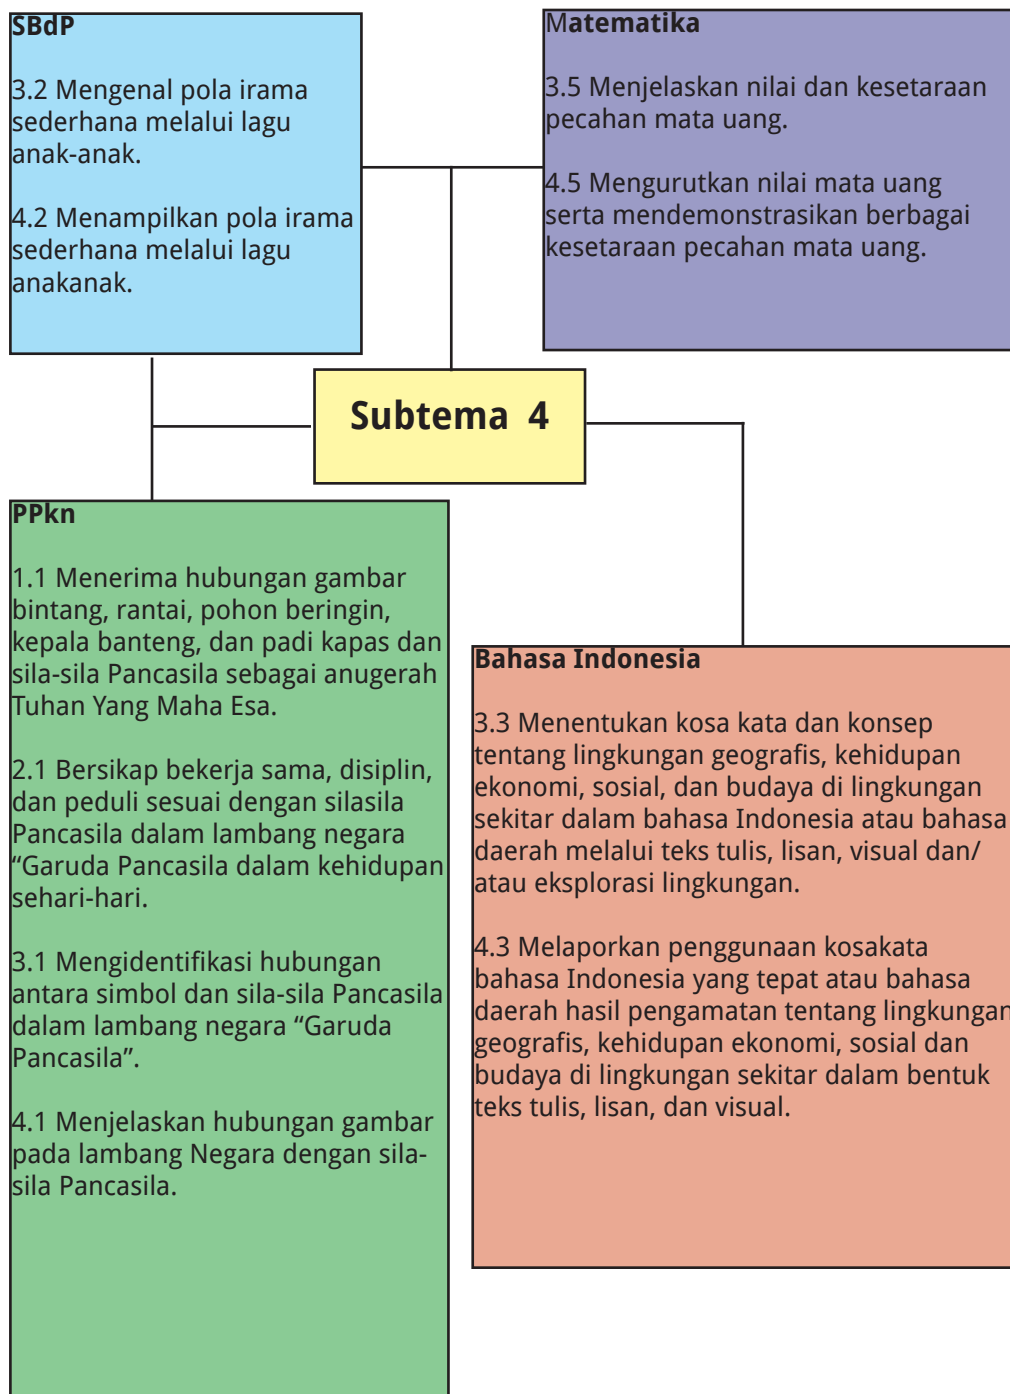 SBdP
3.2 Mengenal pola irama
sederhana melalui lagu
anak-anak.
4.2 Menampilkan pola irama
sederhana melalui lagu
anakanak.
Matematika
3.5 Menjelaskan nilai dan kesetaraan
pecahan mata uang.
4.5 Mengurutkan nilai mata uang
serta mendemonstrasikan berbagai
kesetaraan pecahan mata uang.
Subtema 4
PPkn
1.1 Menerima hubungan gambar
bintang, rantai, pohon beringin,
kepala banteng, dan padi kapas dan
sila-sila Pancasila sebagai anugerah
Tuhan Yang Maha Esa.
2.1 Bersikap bekerja sama, disiplin,
dan peduli sesuai dengan silasila
Pancasila dalam lambang negara
“Garuda Pancasila dalam kehidupan
sehari-hari.
3.1 Mengidentifikasi hubungan
antara simbol dan sila-sila Pancasila
dalam lambang negara “Garuda
Pancasila”.
4.1 Menjelaskan hubungan gambar
pada lambang Negara dengan sila-
sila Pancasila.
Bahasa Indonesia
3.3 Menentukan kosa kata dan konsep
tentang lingkungan geografis, kehidupan
ekonomi, sosial, dan budaya di lingkungan
sekitar dalam bahasa Indonesia atau bahasa
daerah melalui teks tulis, lisan, visual dan/
atau eksplorasi lingkungan.
4.3 Melaporkan penggunaan kosakata
bahasa Indonesia yang tepat atau bahasa
daerah hasil pengamatan tentang lingkungan
geografis, kehidupan ekonomi, sosial dan
budaya di lingkungan sekitar dalam bentuk
teks tulis, lisan, dan visual.